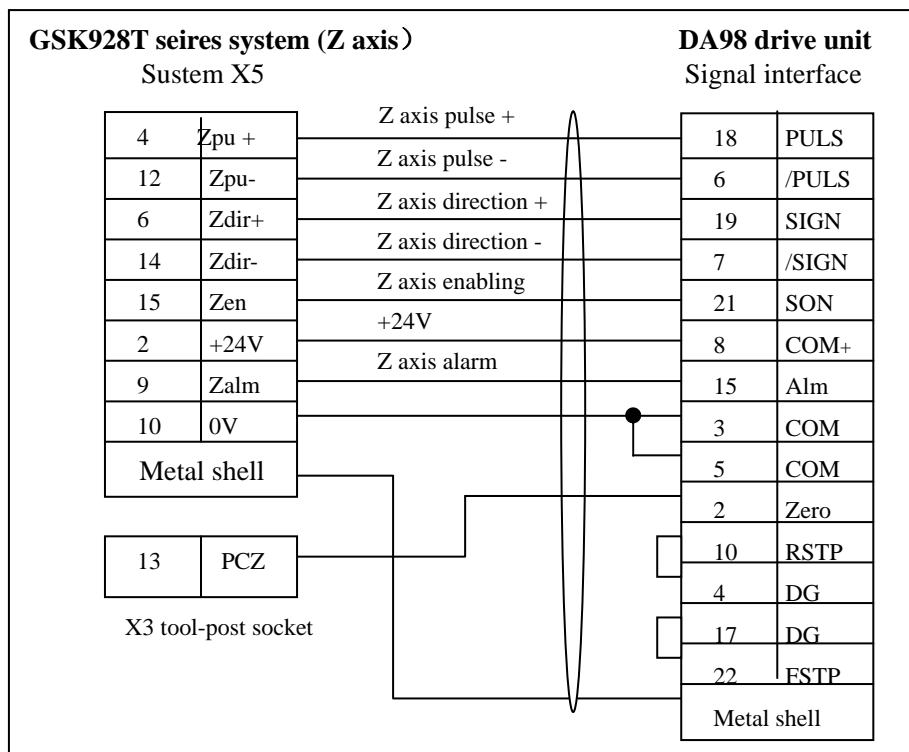 GSK928T seires system (Z axis）
DA98 drive unit
Sustem X5
Signal interface
4 Zpu +
12 Zpu-
6 Zdir+
14 Zdir-
15 Zen
2 +24V
9 Zalm
10 0V
Metal shell
13 PCZ
X3 tool-post socket
Z axis pulse +
Z axis pulse -
Z axis direction +
Z axis direction -
Z axis enabling
+24V
Z axis alarm
18 PULS
6 /PULS
19 SIGN
7 /SIGN
21 SON
8 COM+
15 Alm
3 COM
5 COM
2 Zero
10 RSTP
4 DG
17 DG
22 FSTP
Metal shell